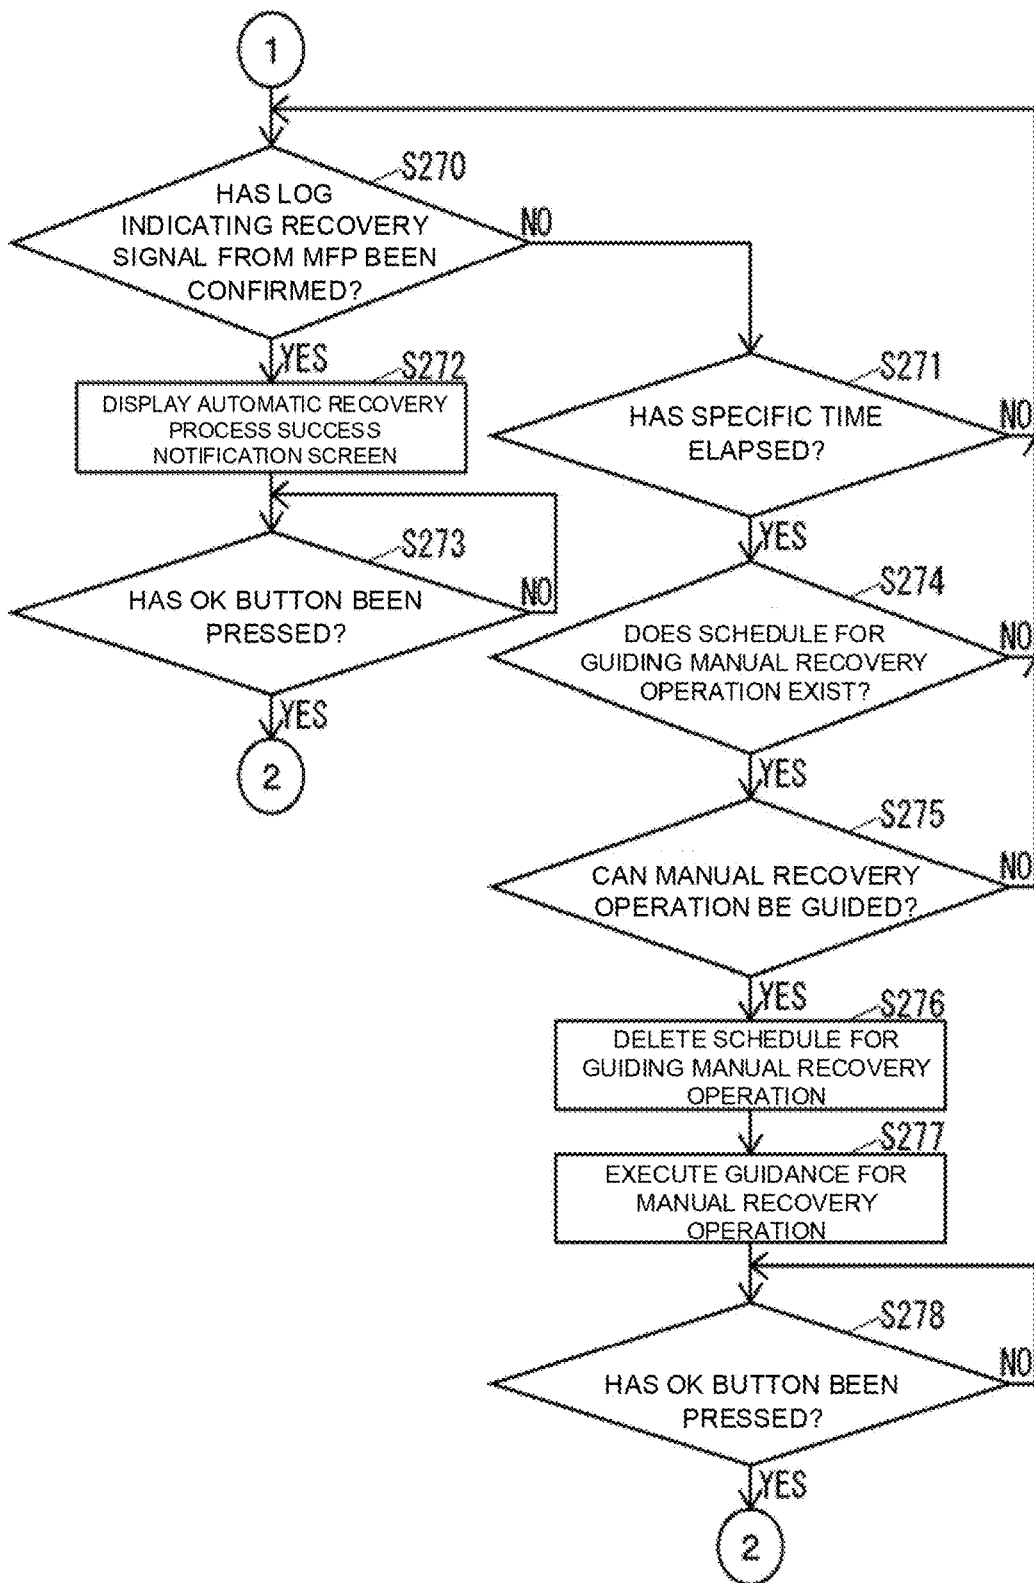 1
S270
HAS LOG
INDICATING RECOVERY
SIGNAL FROM MFP BEEN
CONFIRMED?
NO
YES
S272
DISPLAY AUTOMATIC RECOVERY
PROCESS SUCCESS
NOTIFICATION SCREEN
S273
HAS OK BUTTON BEEN
PRESSED?
NO
YES
2
S271
HAS SPECIFIC TIME
ELAPSED?
NO
YES
S274
DOES SCHEDULE FOR
GUIDING MANUAL RECOVERY
OPERATION EXIST?
NO
YES
S275
CAN MANUAL RECOVERY
OPERATION BE GUIDED?
NO
YES
S276
DELETE SCHEDULE FOR
GUIDING MANUAL RECOVERY
OPERATION
S277
EXECUTE GUIDANCE FOR
MANUAL RECOVERY
OPERATION
S278
HAS OK BUTTON BEEN
PRESSED?
NO
YES
2